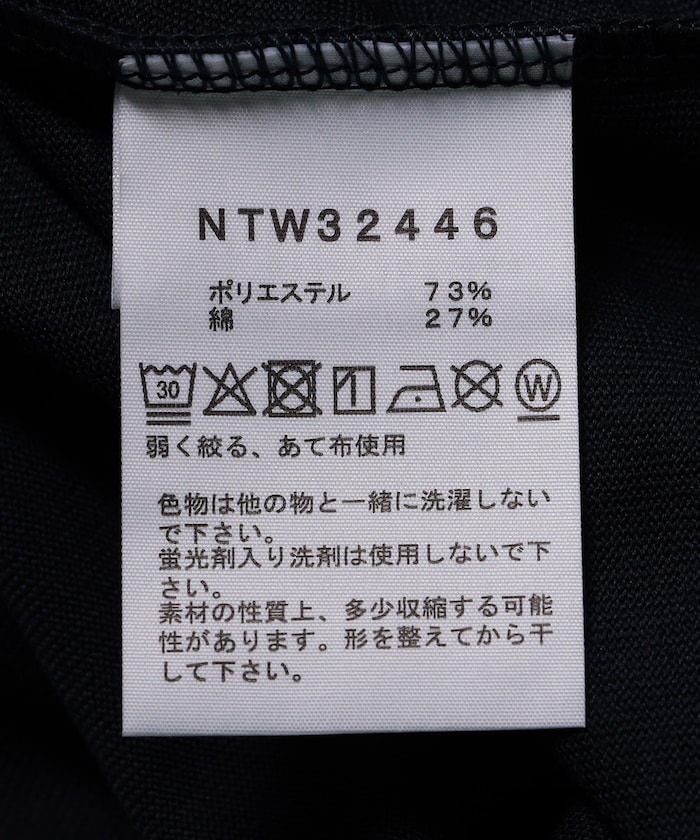 NTW32446
ポリエステル 73%
綿 27%
30 W
弱く絞る、あて布使用
色物は他の物と一緒に洗濯しない
で下さい。
蛍光剤入り洗剤は使用しないで下
さい。
素材の性質上、多少収縮する可能
性があります。形を整えてから干
して下さい。